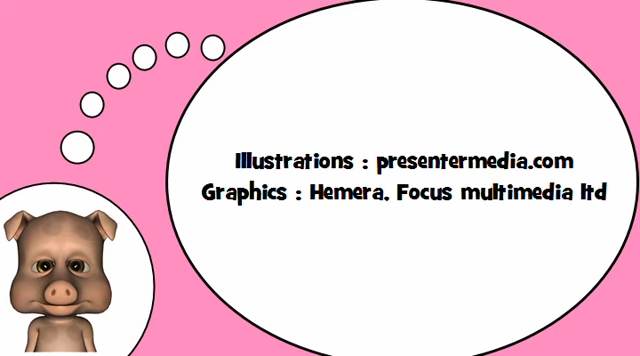 Illustrations : presentermedia.com
Graphics : Hemera. Focus multimedia ltd